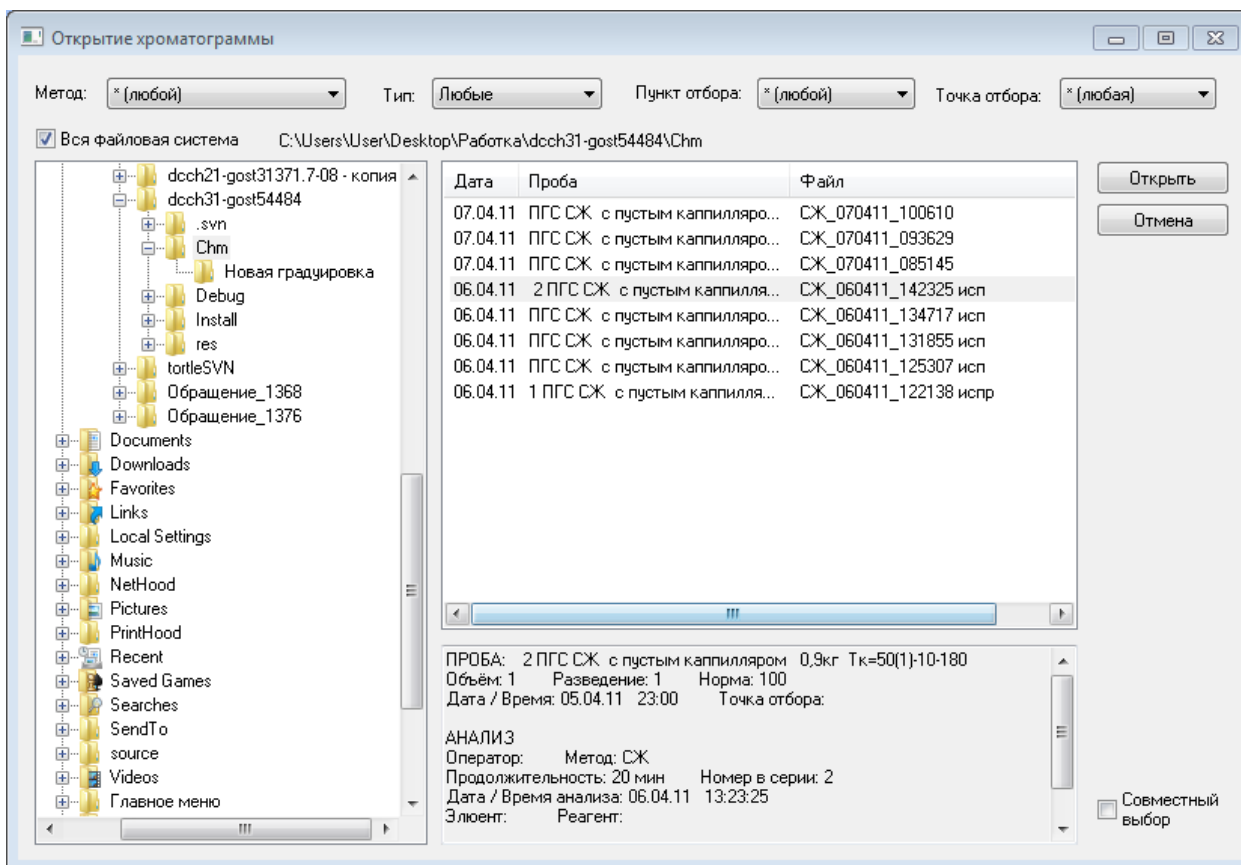 Открытие хроматограммы
Метод: * (любой) Тип: Любые Пункт отбора: * (любой) Точка отбора: * (любая)
Вся файловая система C:\Users\User\Desktop\Работка\dcch31-gost54484\Chm
dcch21-gost31371.7-08 - копия
dcch31-gost54484
.svn
Chm
Новая градуировка
Debug
Install
res
tortleSVN
Обращение_1368
Обращение_1376
Documents
Downloads
Favorites
Links
Local Settings
Music
NetHood
Pictures
PrintHood
Recent
Saved Games
Searches
SendTo
source
Videos
Главное меню
Дата Проба Файл
07.04.11 ПГС СЖ с пустым каппилляро... СЖ_070411_100610
07.04.11 ПГС СЖ с пустым каппилляро... СЖ_070411_093629
07.04.11 ПГС СЖ с пустым каппилляро... СЖ_070411_085145
06.04.11 2 ПГС СЖ с пустым каппилля... СЖ_060411_142325 исп
06.04.11 ПГС СЖ с пустым каппилляро... СЖ_060411_134717 исп
06.04.11 ПГС СЖ с пустым каппилляро... СЖ_060411_131855 исп
06.04.11 ПГС СЖ с пустым каппилляро... СЖ_060411_125307 исп
06.04.11 1 ПГС СЖ с пустым каппилля... СЖ_060411_122138 испр
ПРОБА: 2 ПГС СЖ с пустым каппилляром 0,9кг Тк=50(1)-10-180
Объём: 1 Разведение: 1 Норма: 100
Дата / Время: 05.04.11 23:00 Точка отбора:
АНАЛИЗ
Оператор: Метод: СЖ
Продолжительность: 20 мин Номер в серии: 2
Дата / Время анализа: 06.04.11 13:23:25
Элюент: Реагент:
Открыть
Отмена
Совместный
выбор